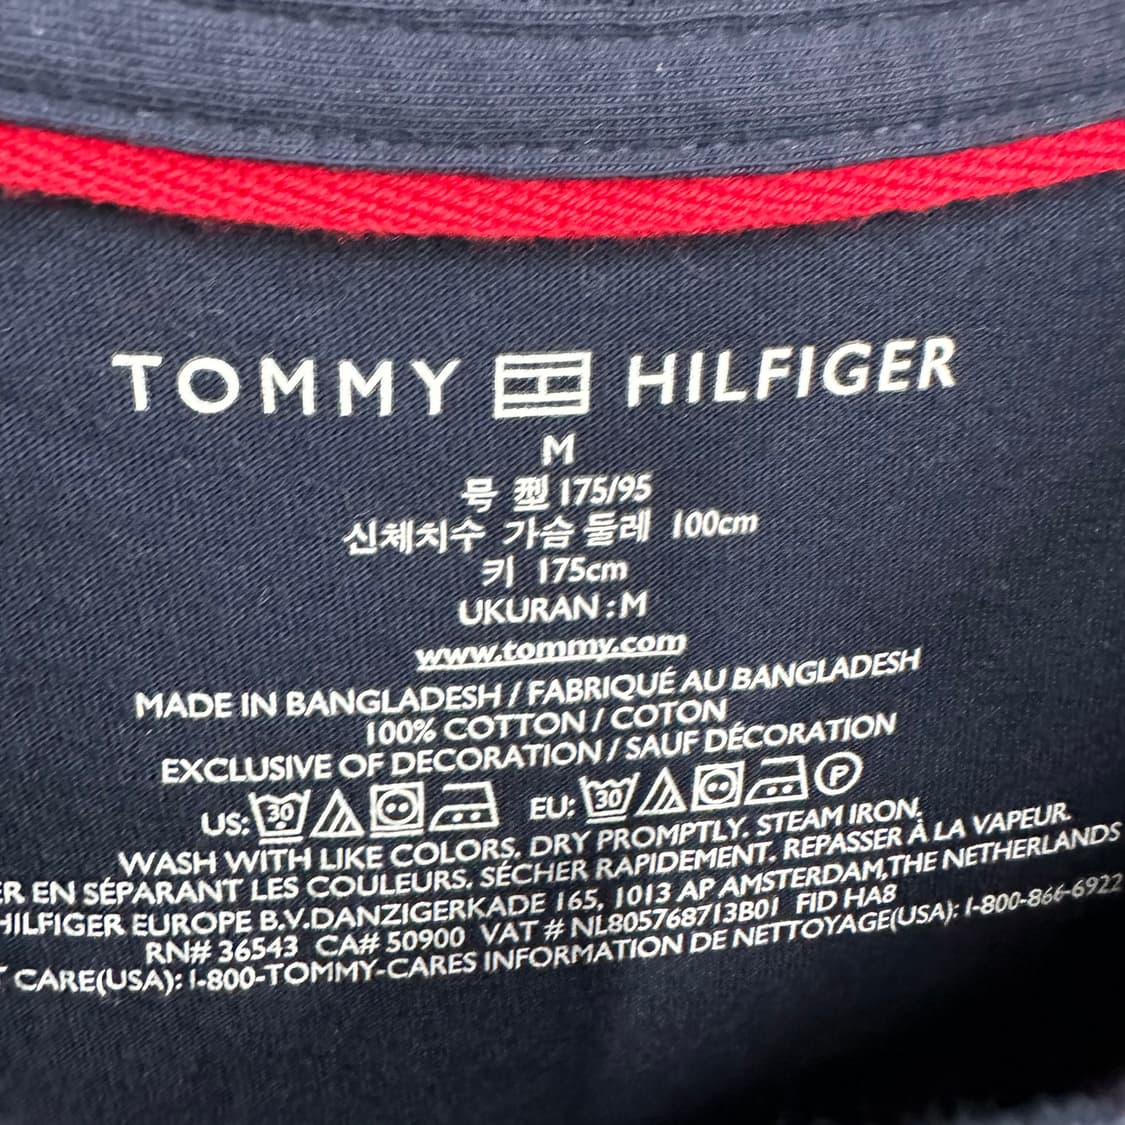 TOMMY HILFIGER
M
号 型 175/95
신체치수 가슴 둘레 100cm
키 175cm
UKURAN : M
www.tommy.com
MADE IN BANGLADESH / FABRIQUÉ AU BANGLADESH
100% COTTON / COTON
EXCLUSIVE OF DECORATION / SAUF DÉCORATION
US: 30 EU: 30 P
WASH WITH LIKE COLORS. DRY PROMPTLY. STEAM IRON.
EN SÉPARANT LES COULEURS. SÉCHER RAPIDEMENT. REPASSER À LA VAPEUR.
HILFIGER EUROPE B.V.DANZIGERKADE 165, 1013 AP AMSTERDAM,THE NETHERLANDS
RN# 36543 CA# 50900 VAT # NL805768713B01 FID HA8
CARE(USA): 1-800-TOMMY-CARES INFORMATION DE NETTOYAGE(USA): 1-800-866-6922